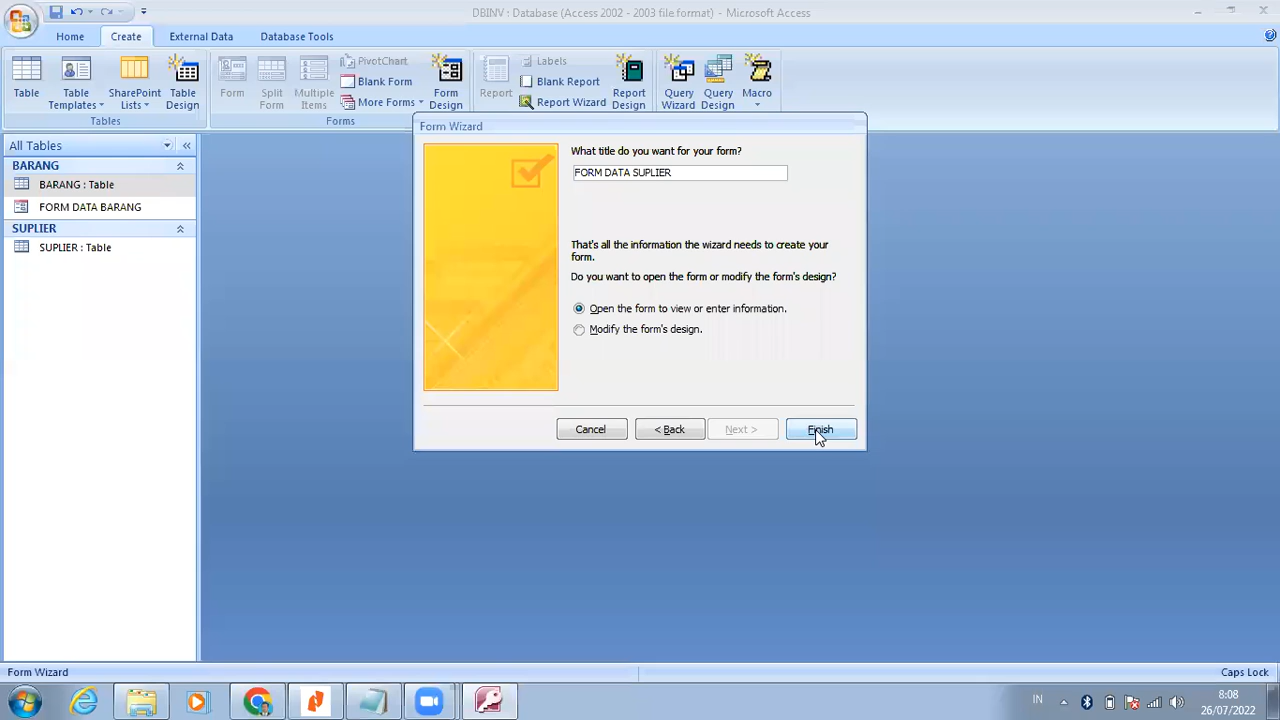 DBINV : Database (Access 2002 - 2003 file format) - Microsoft Access
Home Create External Data Database Tools
Table
Table Templates
SharePoint Lists
Table Design
Tables
Form
Split Form
Multiple Items
PivotChart
Blank Form
More Forms
Form Design
Forms
Report
Labels
Blank Report
Report Wizard
Report Design
Query Wizard
Query Design
Macro
All Tables
BARANG
BARANG : Table
FORM DATA BARANG
SUPLIER
SUPLIER : Table
Form Wizard
What title do you want for your form?
FORM DATA SUPLIER
That's all the information the wizard needs to create your
form.
Do you want to open the form or modify the form's design?
Open the form to view or enter information.
Modify the form's design.
Cancel < Back Next > Finish
Form Wizard Caps Lock
IN 8:08
26/07/2022